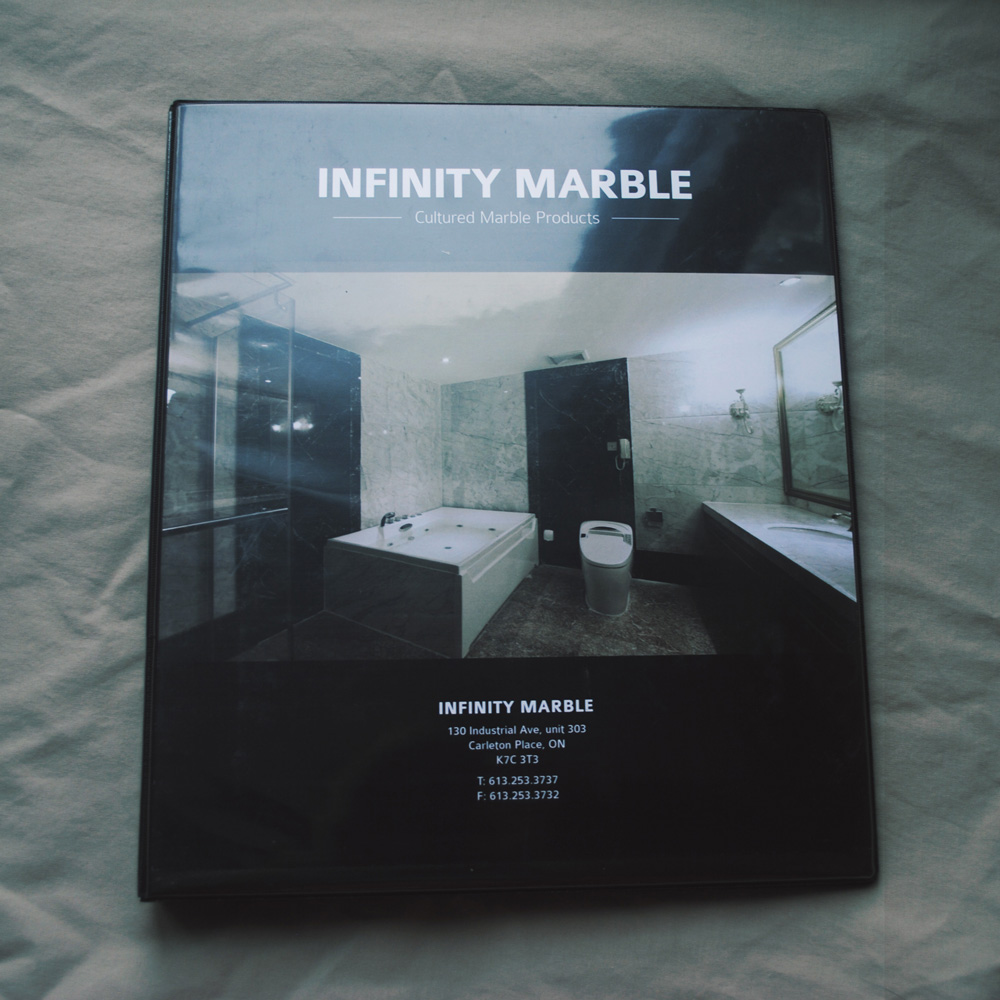 INFINITY MARBLE
Cultured Marble Products
INFINITY MARBLE
130 Industrial Ave, unit 303
Carleton Place, ON
K7C 3T3
T: 613.253.3737
F: 613.253.3732